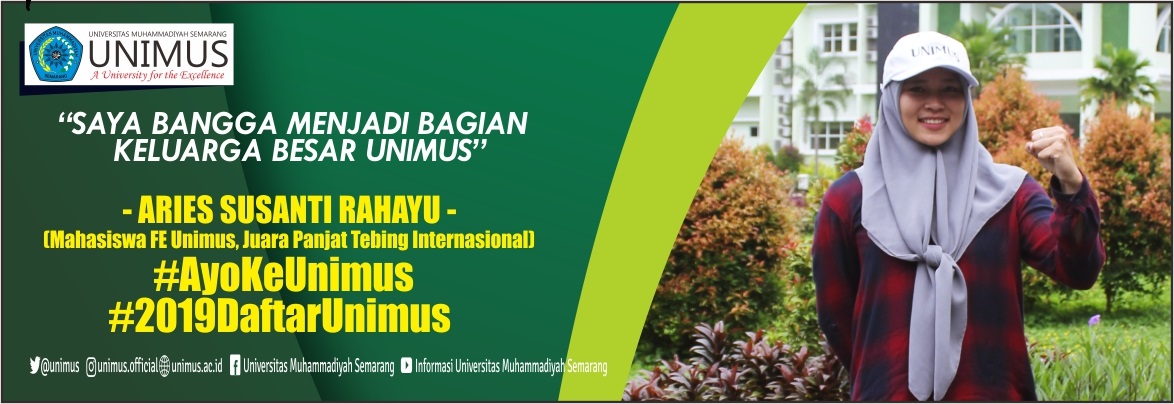 UNIVERSITAS MUHAMMADIYAH SEMARANG
UNIMUS
A University for the Excellence
“SAYA BANGGA MENJADI BAGIAN
KELUARGA BESAR UNIMUS”
- ARIES SUSANTI RAHAYU -
(Mahasiswa FE Unimus, Juara Panjat Tebing Internasional)
#AyoKeUnimus
#2019DaftarUnimus
@unimus unimus.official unimus.ac.id Universitas Muhammadiyah Semarang Informasi Universitas Muhammadiyah Semarang
UNIMUS